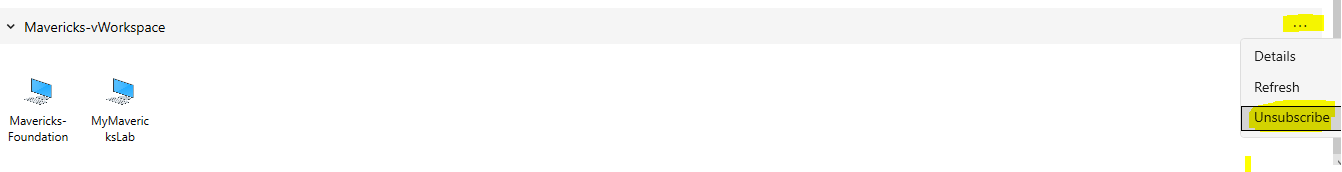 Mavericks-vWorkspace
...
Details
Refresh
Unsubscribe
Mavericks-
Foundation
MyMaveric
ksLab